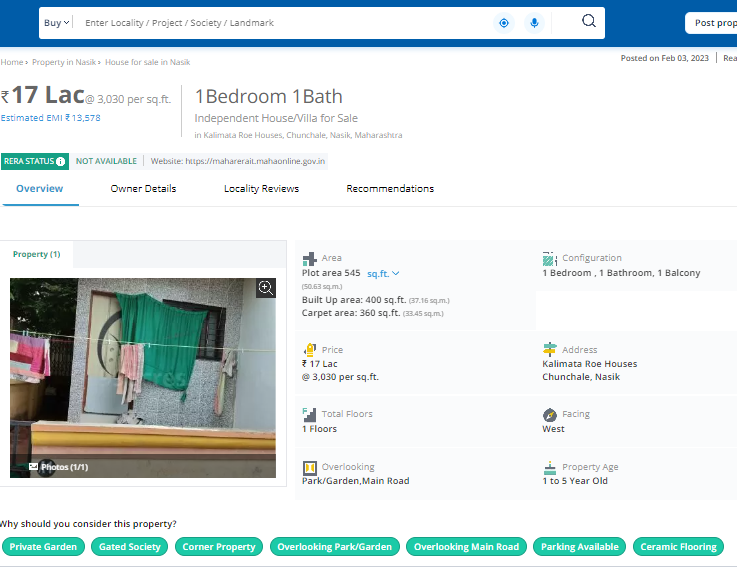 Buy Enter Locality / Project / Society / Landmark
Post prop
Home › Property in Nasik › House for sale in Nasik
Posted on Feb 03, 2023 | Rea
₹17 Lac @ 3,030 per sq.ft.
Estimated EMI ₹ 13,578
1Bedroom 1Bath
Independent House/Villa for Sale
in Kalimata Roe Houses, Chunchale, Nasik, Maharashtra
RERA STATUS i NOT AVAILABLE | Website: https://maharerait.mahaonline.gov.in
Overview Owner Details Locality Reviews Recommendations
Property (1)
Photos (1/1)
Area
Plot area 545 sq.ft.
(50.63 sq.m.)
Built Up area: 400 sq.ft. (37.16 sq.m.)
Carpet area: 360 sq.ft. (33.45 sq.m.)
Configuration
1 Bedroom , 1 Bathroom, 1 Balcony
Price
₹ 17 Lac
@ 3,030 per sq.ft.
Address
Kalimata Roe Houses
Chunchale, Nasik
Total Floors
1 Floors
Facing
West
Overlooking
Park/Garden,Main Road
Property Age
1 to 5 Year Old
Why should you consider this property?
Private Garden Gated Society Corner Property Overlooking Park/Garden Overlooking Main Road Parking Available Ceramic Flooring